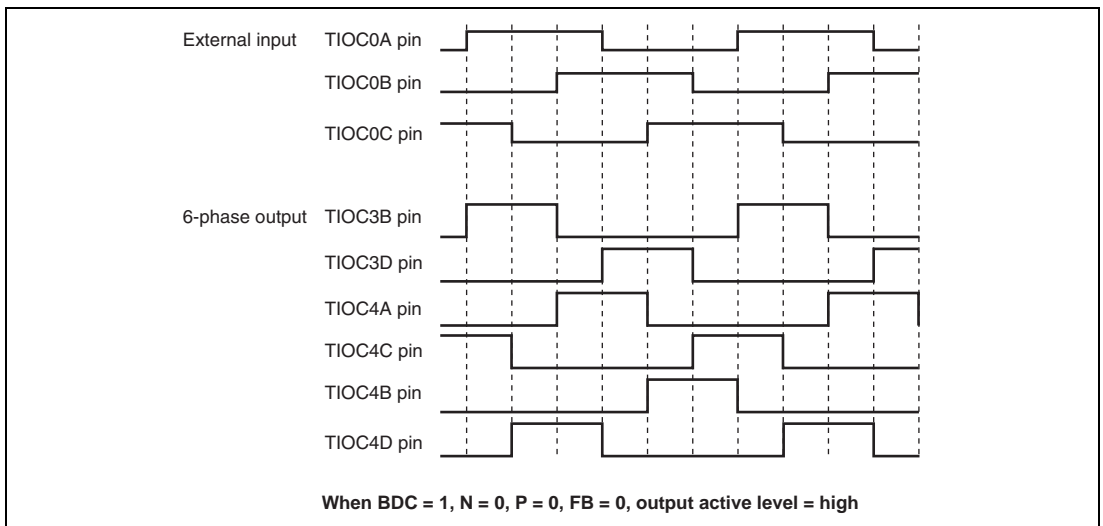 External input TIOC0A pin
TIOC0B pin
TIOC0C pin
6-phase output TIOC3B pin
TIOC3D pin
TIOC4A pin
TIOC4C pin
TIOC4B pin
TIOC4D pin
When BDC = 1, N = 0, P = 0, FB = 0, output active level = high